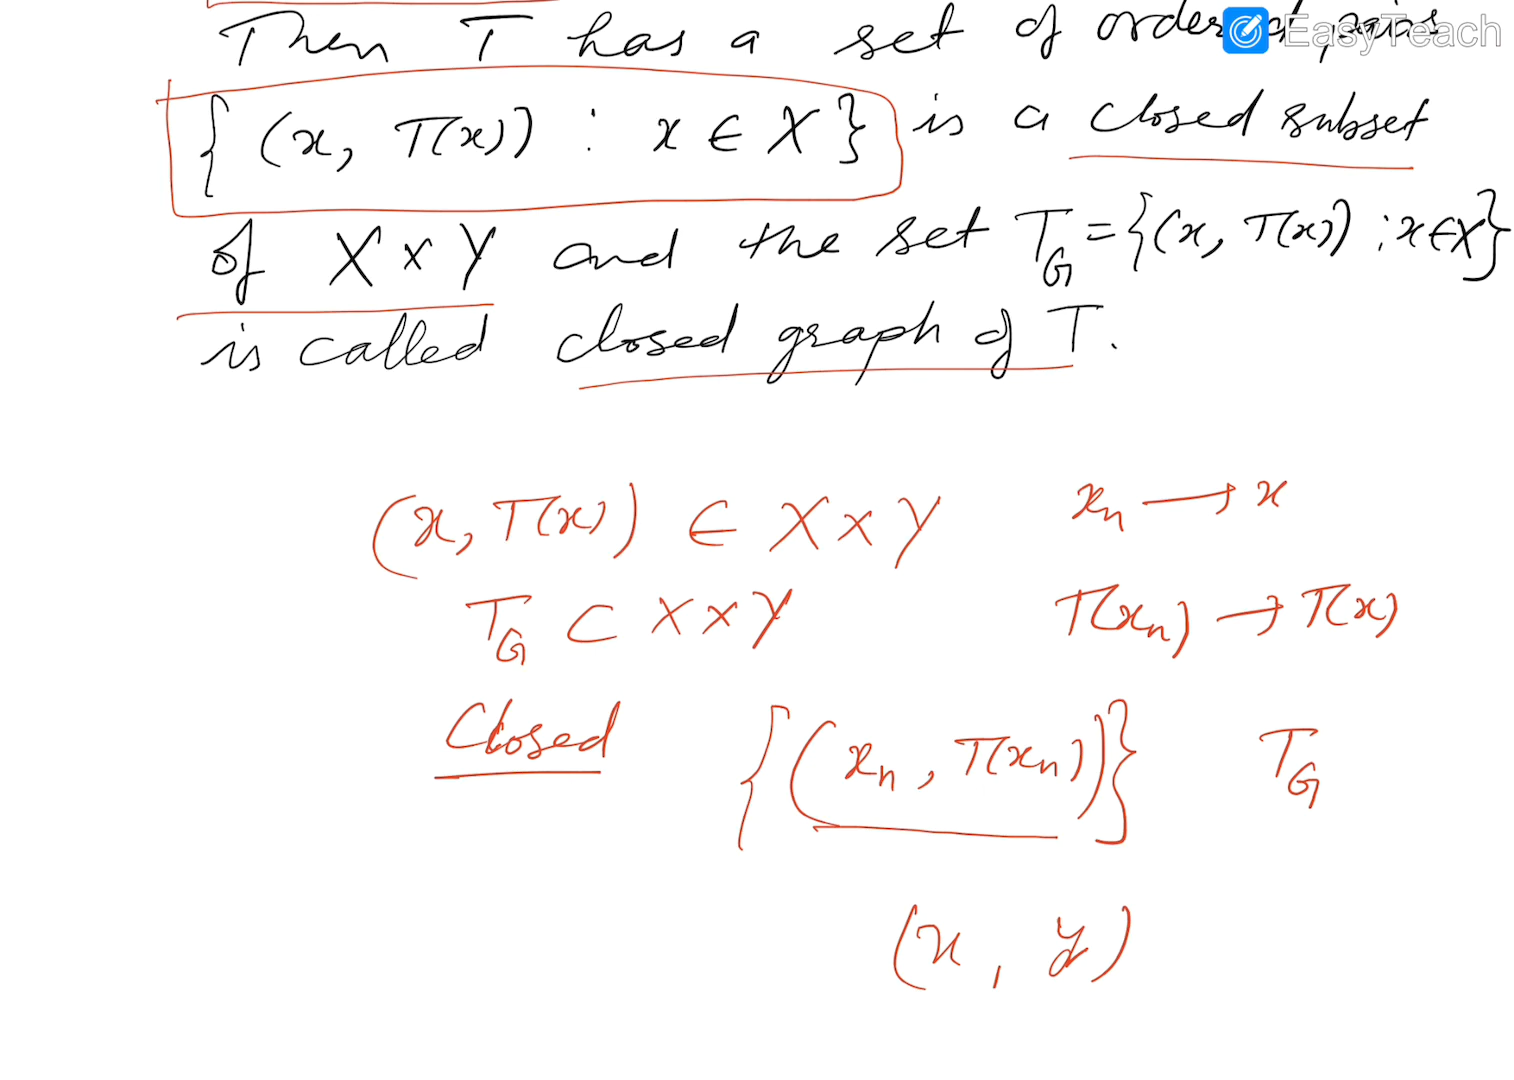 Then T has a set of ordered pairs
EasyTeach
{ (x, T(x)) : x ∈ X } is a closed subset
of X x Y and the set T_G = {(x, T(x)) : x ∈ X}
is called closed graph of T.
(x, T(x)) ∈ X x Y x_n → x
T_G ⊂ X x Y T(x_n) → T(x)
Closed {(x_n, T(x_n))} T_G
(x, y)